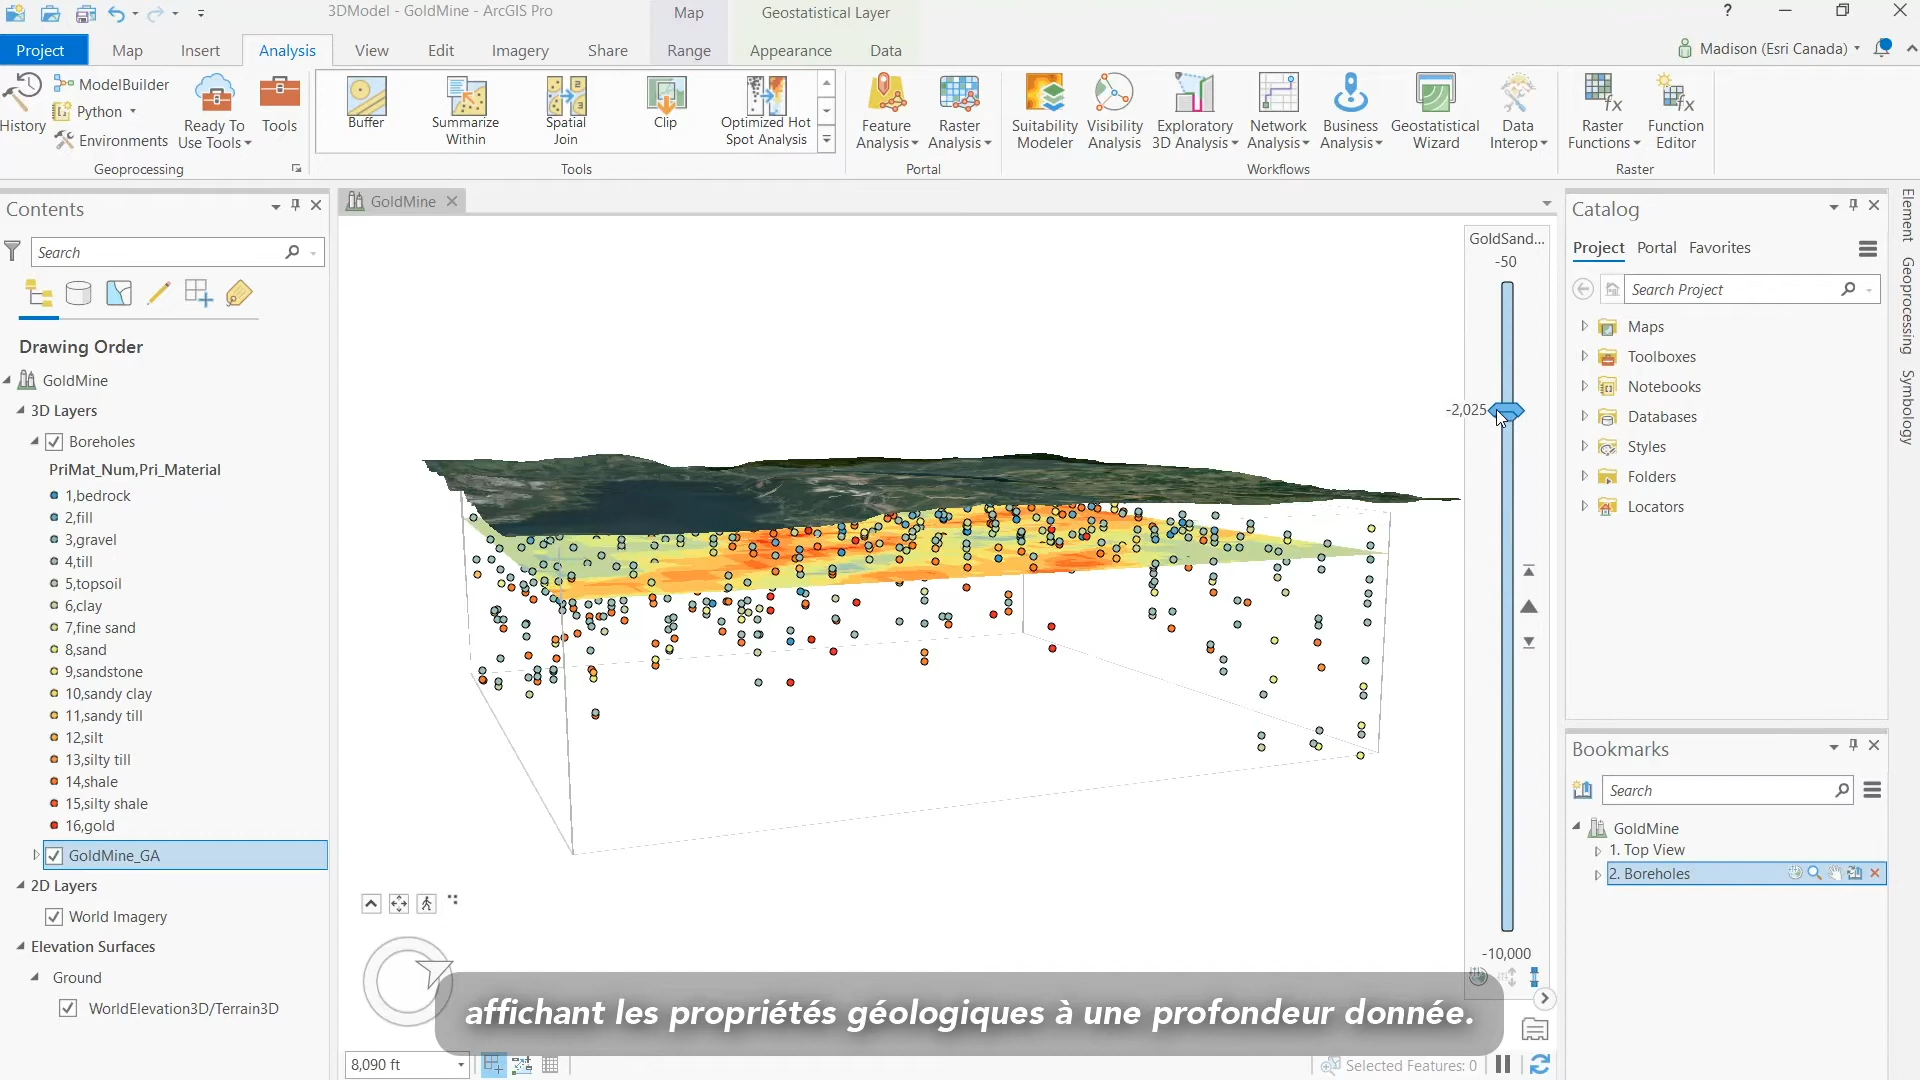 3DModel - GoldMine - ArcGIS Pro
Map
Geostatistical Layer
?
Project
Map
Insert
Analysis
View
Edit
Imagery
Share
Range
Appearance
Data
Madison (Esri Canada)
History
ModelBuilder
Python
Environments
Ready To
Use Tools
Tools
Buffer
Summarize
Within
Spatial
Join
Clip
Optimized Hot
Spot Analysis
Feature
Analysis
Raster
Analysis
Suitability
Modeler
Visibility
Analysis
Exploratory
3D Analysis
Network
Analysis
Business
Analysis
Geostatistical
Wizard
Data
Interop
Raster
Functions
Function
Editor
Geoprocessing
Tools
Portal
Workflows
Raster
Contents
Search
Drawing Order
GoldMine
3D Layers
Boreholes
PriMat_Num,Pri_Material
1,bedrock
2,fill
3,gravel
4,till
5,topsoil
6,clay
7,fine sand
8,sand
9,sandstone
10,sandy clay
11,sandy till
12,silt
13,silty till
14,shale
15,silty shale
16,gold
GoldMine_GA
2D Layers
World Imagery
Elevation Surfaces
Ground
WorldElevation3D/Terrain3D
GoldMine
GoldSand...
-50
-2,025
-10,000
affichant les propriétés géologiques à une profondeur donnée.
8,090 ft
Selected Features: 0
Catalog
Project
Portal
Favorites
Search Project
Maps
Toolboxes
Notebooks
Databases
Styles
Folders
Locators
Bookmarks
Search
GoldMine
1. Top View
2. Boreholes
Element
Geoprocessing
Symbology